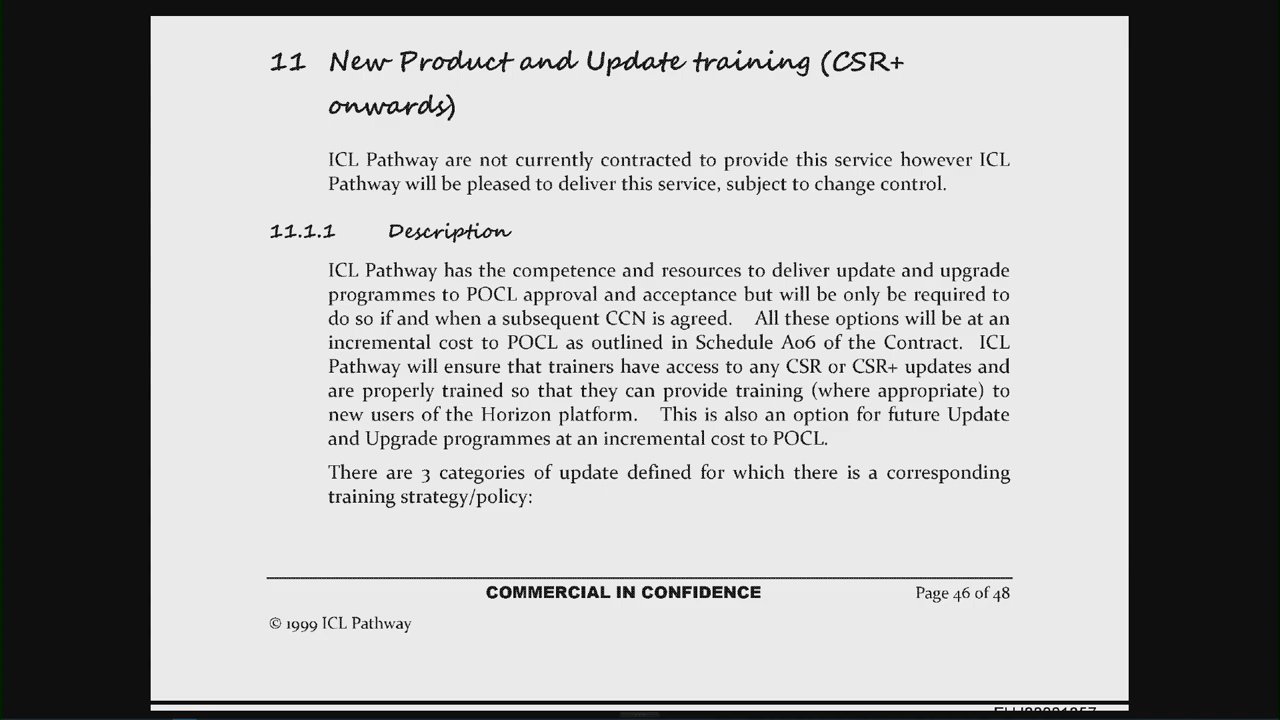 11 New Product and Update training (CSR+
onwards)
ICL Pathway are not currently contracted to provide this service however ICL
Pathway will be pleased to deliver this service, subject to change control.
11.1.1 Description
ICL Pathway has the competence and resources to deliver update and upgrade
programmes to POCL approval and acceptance but will be only be required to
do so if and when a subsequent CCN is agreed. All these options will be at an
incremental cost to POCL as outlined in Schedule A06 of the Contract. ICL
Pathway will ensure that trainers have access to any CSR or CSR+ updates and
are properly trained so that they can provide training (where appropriate) to
new users of the Horizon platform. This is also an option for future Update
and Upgrade programmes at an incremental cost to POCL.
There are 3 categories of update defined for which there is a corresponding
training strategy/policy:
COMMERCIAL IN CONFIDENCE Page 46 of 48
© 1999 ICL Pathway